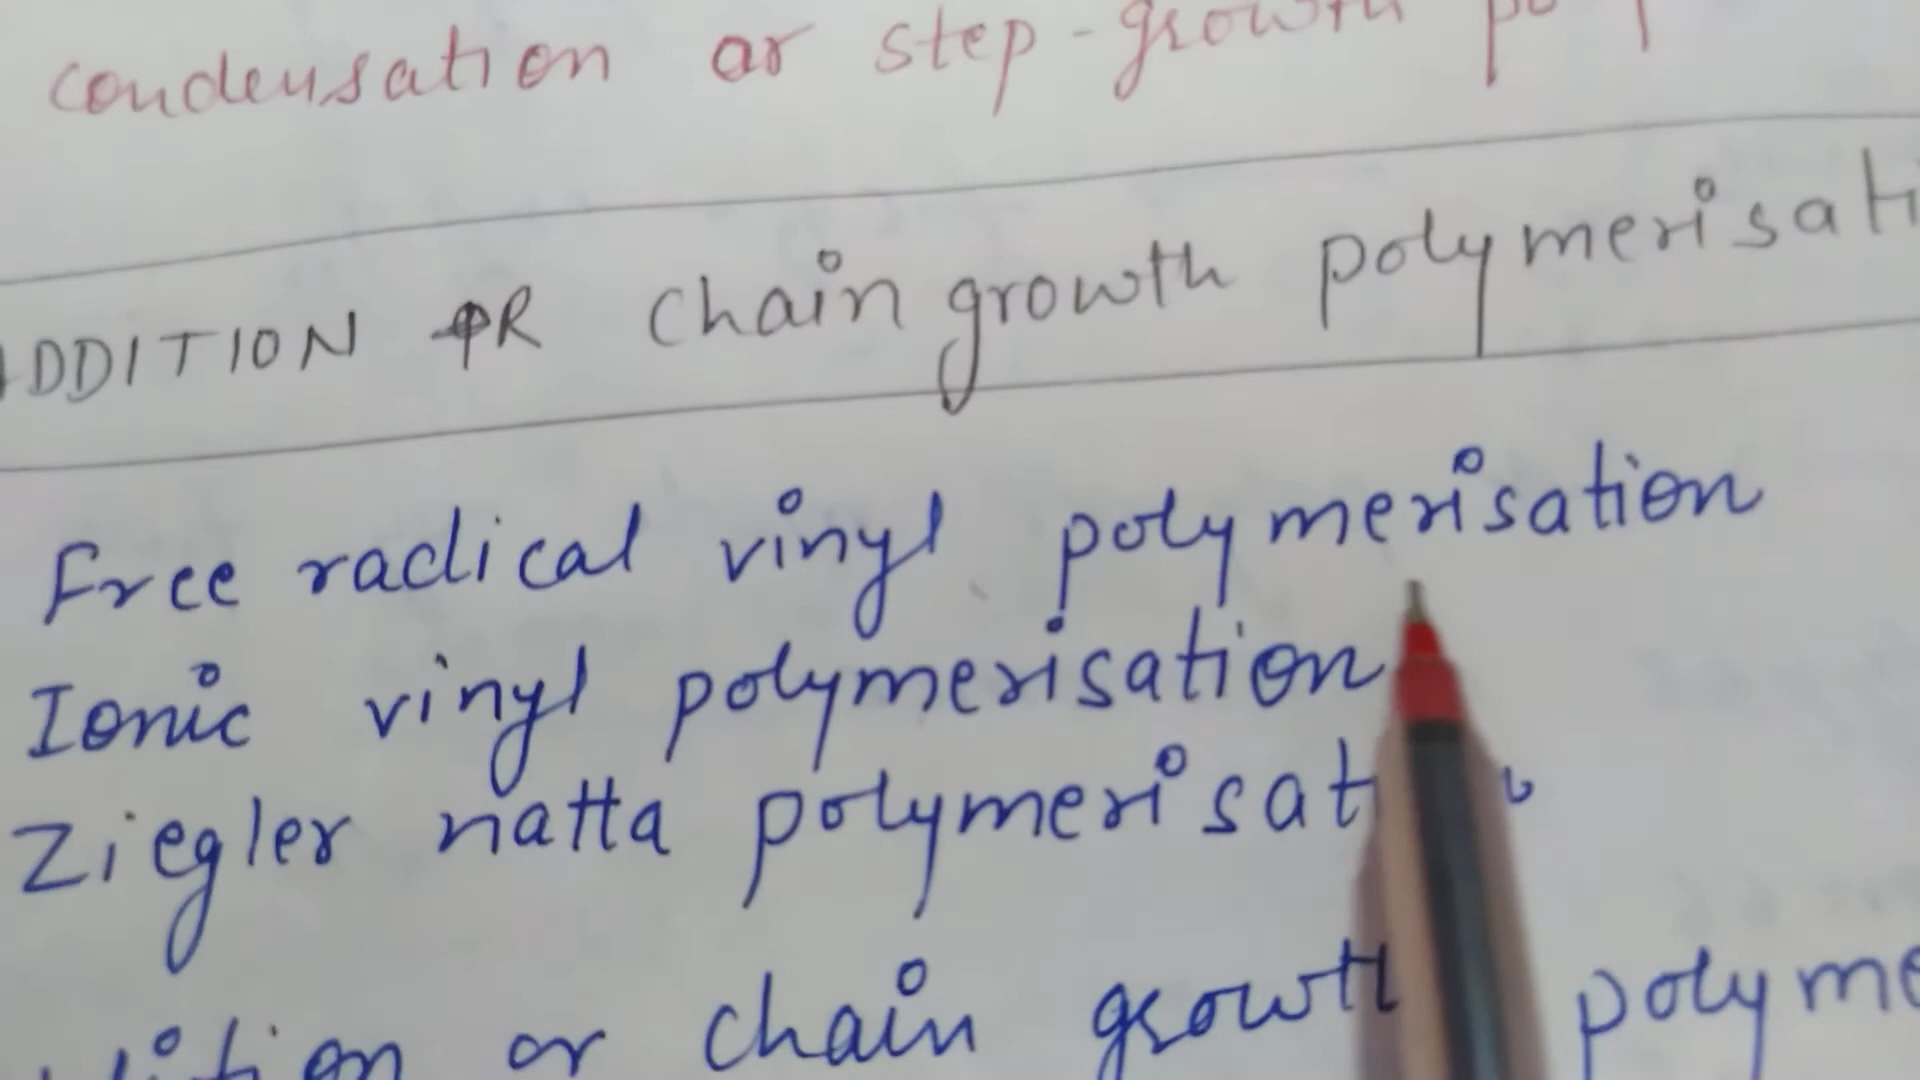 condensation or step-growth
ADDITION OR Chain growth polymerisati
Free radical vinyl polymerisation
Ionic vinyl polymerisation
Ziegler natta polymerisat
or chain growth polyme